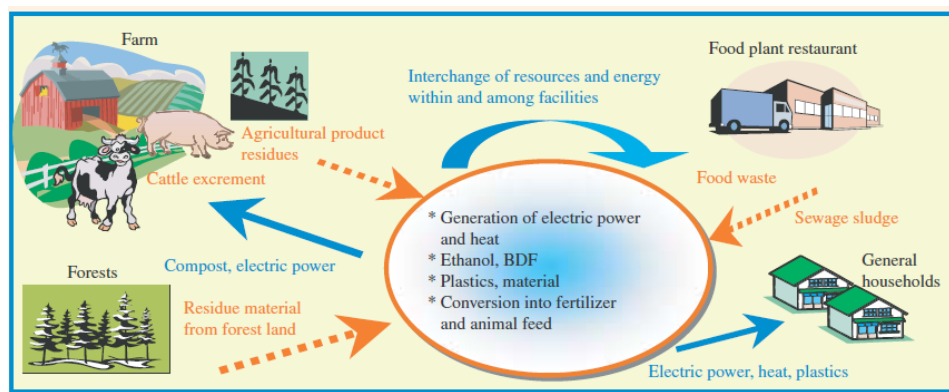 Farm
Agricultural product
residues
Cattle excrement
Interchange of resources and energy
within and among facilities
Food plant restaurant
Food waste
Sewage sludge
* Generation of electric power
and heat
* Ethanol, BDF
* Plastics, material
* Conversion into fertilizer
and animal feed
Compost, electric power
Forests
Residue material
from forest land
General
households
Electric power, heat, plastics